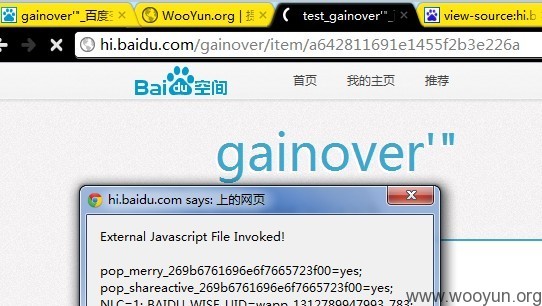 gainover'"_百度空
WooYun.org | 提
test_gainover'"_
view-source:hi.b
hi.baidu.com/gainover/item/a642811691e1455f2b3e226a
Bai du 空间 首页 我的主页 推荐
gainover'"
hi.baidu.com says: 上的网页
External Javascript File Invoked!
pop_merry_269b6761696e6f7665723f00=yes;
pop_shareactive_269b6761696e6f7665723f00=yes;
NLC=1; BAIDU_WISE_UID=wapp_1312789947993_783;
www.wooyun.org